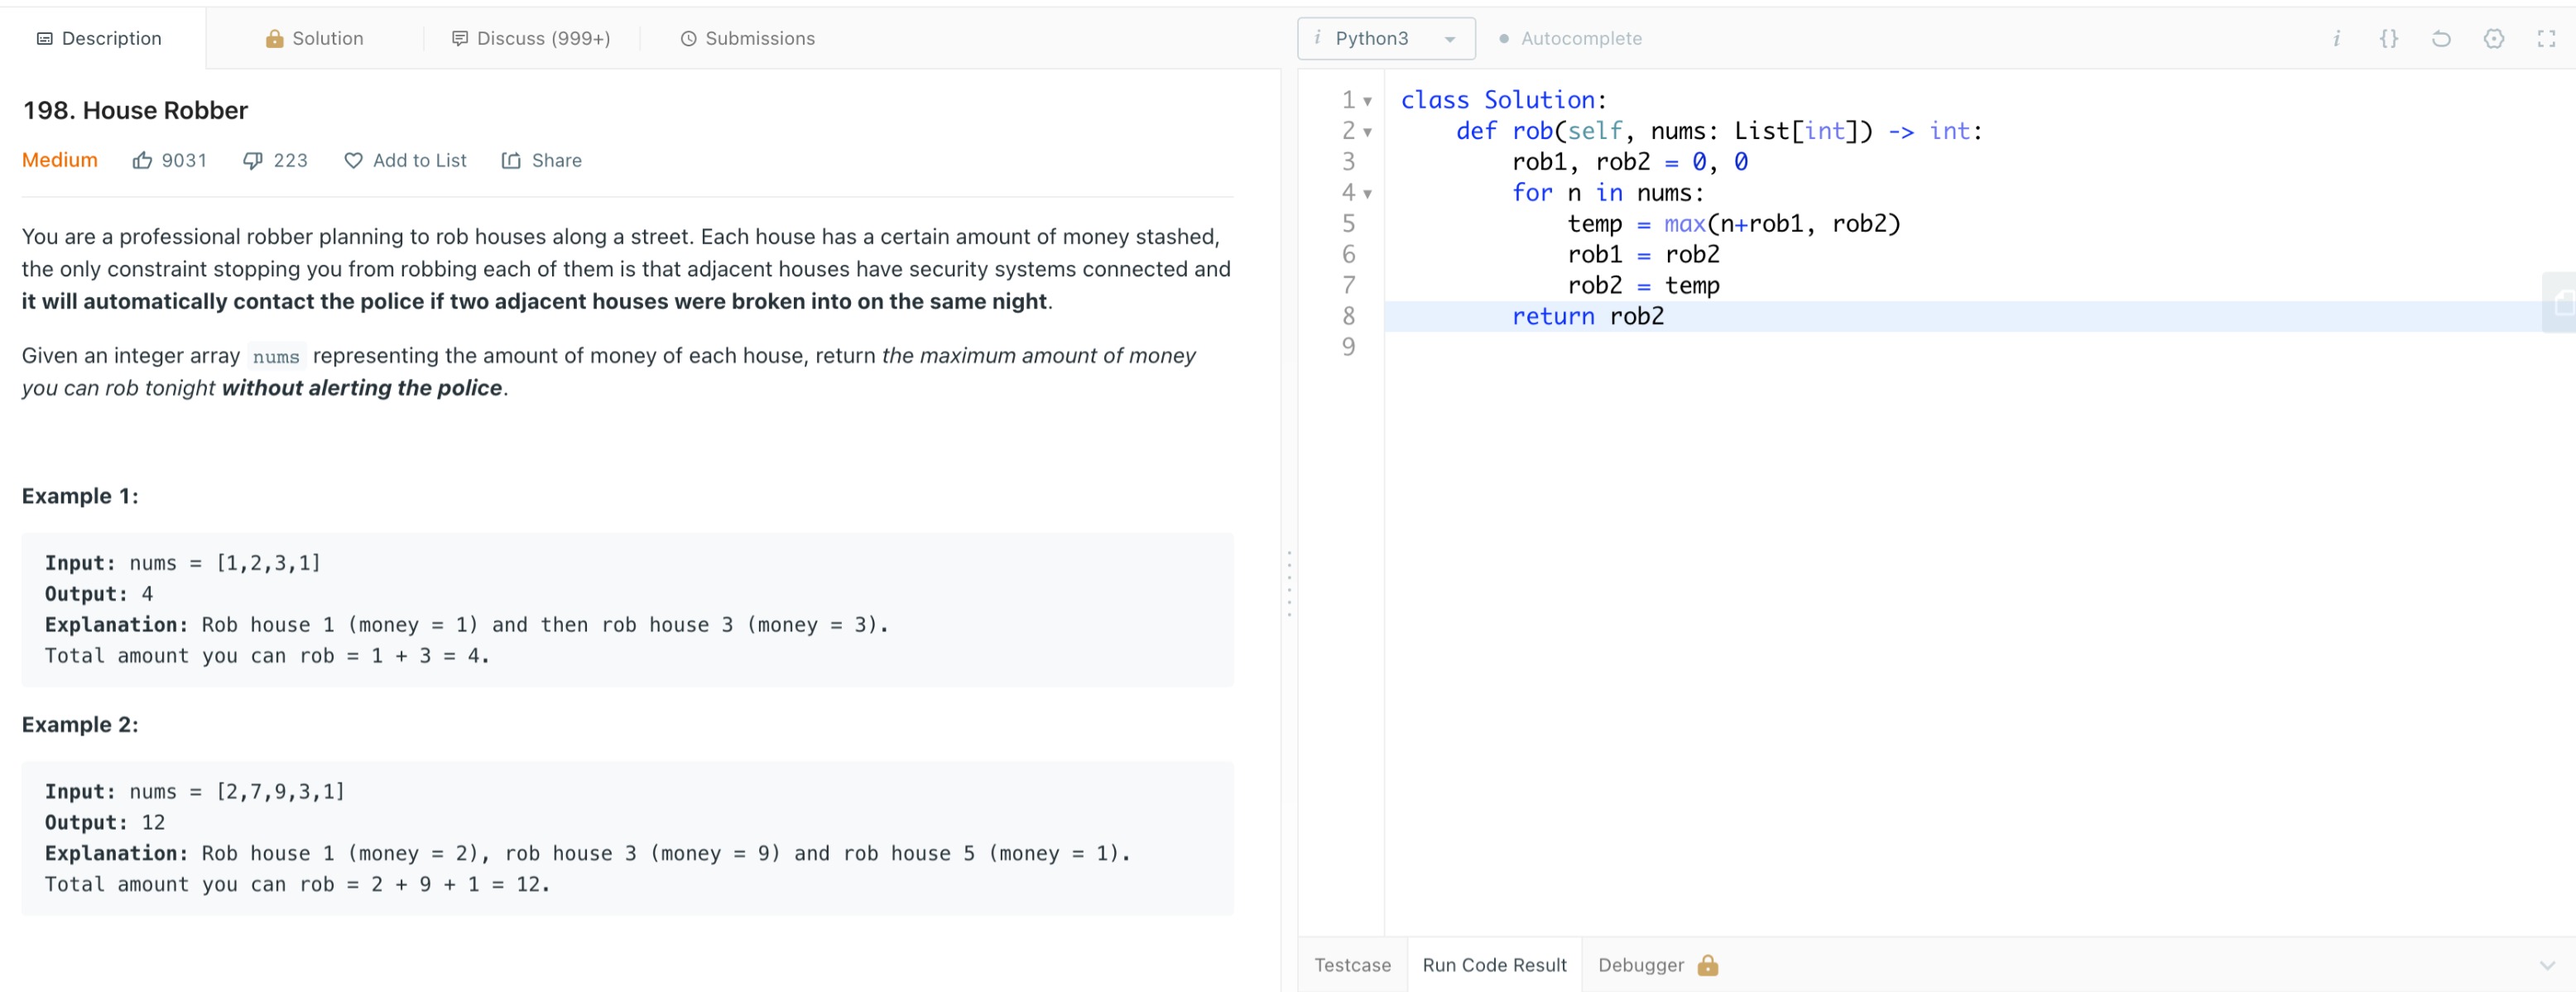 Description
Solution
Discuss (999+)
Submissions
198. House Robber
Medium 9031 223 Add to List Share
You are a professional robber planning to rob houses along a street. Each house has a certain amount of money stashed,
the only constraint stopping you from robbing each of them is that adjacent houses have security systems connected and
it will automatically contact the police if two adjacent houses were broken into on the same night.
Given an integer array nums representing the amount of money of each house, return the maximum amount of money
you can rob tonight without alerting the police.
Example 1:
Input: nums = [1,2,3,1]
Output: 4
Explanation: Rob house 1 (money = 1) and then rob house 3 (money = 3).
Total amount you can rob = 1 + 3 = 4.
Example 2:
Input: nums = [2,7,9,3,1]
Output: 12
Explanation: Rob house 1 (money = 2), rob house 3 (money = 9) and rob house 5 (money = 1).
Total amount you can rob = 2 + 9 + 1 = 12.
i Python3
Autocomplete
i {}
1 class Solution:
2     def rob(self, nums: List[int]) -> int:
3         rob1, rob2 = 0, 0
4         for n in nums:
5             temp = max(n+rob1, rob2)
6             rob1 = rob2
7             rob2 = temp
8         return rob2
9
Testcase
Run Code Result
Debugger